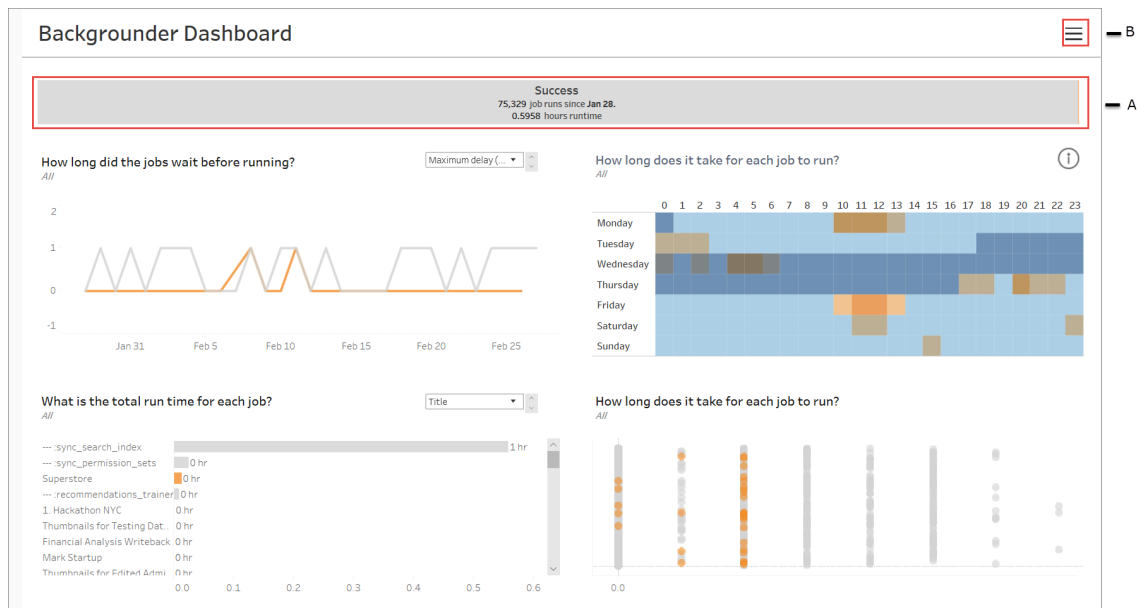 Backgrounder Dashboard
B
Success
75,329 job runs since Jan 28.
0.5958 hours runtime
A
How long did the jobs wait before running?
Maximum delay (...
All
2
1
0
-1
Jan 31 Feb 5 Feb 10 Feb 15 Feb 20 Feb 25
How long does it take for each job to run?
All
0 1 2 3 4 5 6 7 8 9 10 11 12 13 14 15 16 17 18 19 20 21 22 23
Monday
Tuesday
Wednesday
Thursday
Friday
Saturday
Sunday
What is the total run time for each job?
Title
All
--- :sync_search_index 1 hr
--- :sync_permission_sets 0 hr
Superstore 0 hr
--- :recommendations_trainer 0 hr
1. Hackathon NYC 0 hr
Thumbnails for Testing Dat.. 0 hr
Financial Analysis Writeback 0 hr
Mark Startup 0 hr
Thumbnails for Edited Admi.. 0 hr
0.0 0.1 0.2 0.3 0.4 0.5 0.6
How long does it take for each job to run?
All
0.0